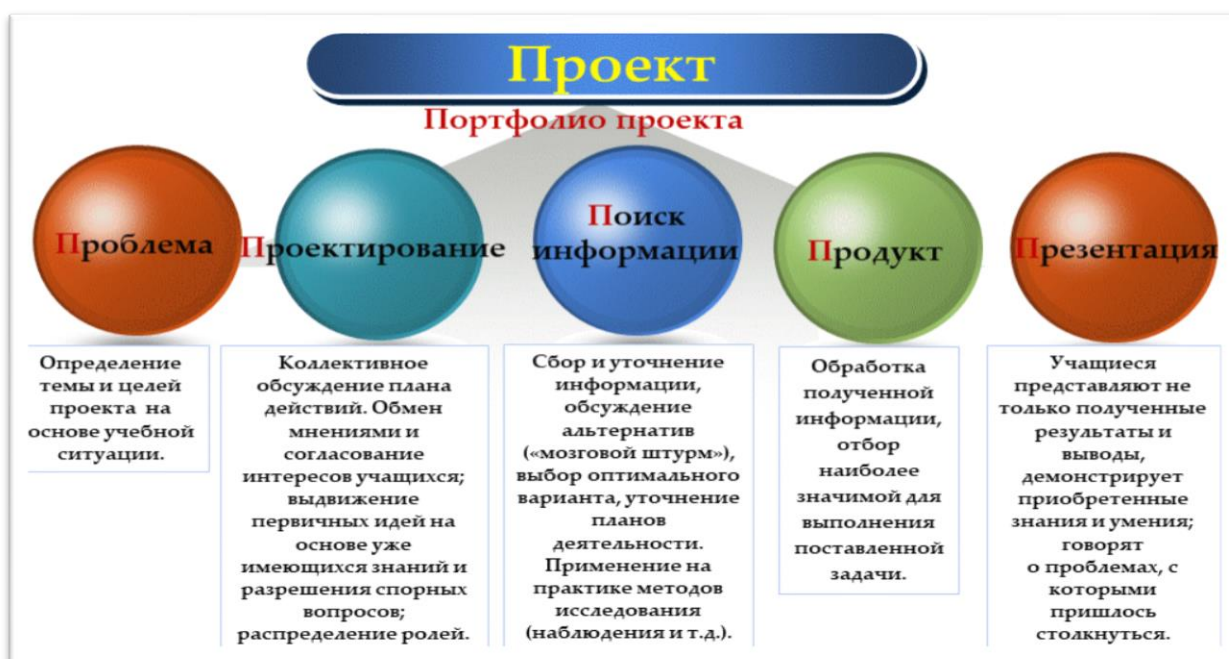 Проект
Портфолио проекта
Проблема
Проектирование
Поиск
информации
Продукт
Презентация
Определение
темы и целей
проекта на
основе учебной
ситуации.
Коллективное
обсуждение плана
действий. Обмен
мнениями и
согласование
интересов учащихся;
выдвижение
первичных идей на
основе уже
имеющихся знаний и
разрешения спорных
вопросов;
распределение ролей.
Сбор и уточнение
информации,
обсуждение
альтернатив
(«мозговой штурм»),
выбор оптимального
варианта, уточнение
планов
деятельности.
Применение на
практике методов
исследования
(наблюдения и т.д.).
Обработка
полученной
информации,
отбор
наиболее
значимой для
выполнения
поставленной
задачи.
Учащиеся
представляют не
только полученные
результаты и
выводы,
демонстрирует
приобретенные
знания и умения;
говорят
о проблемах, с
которыми
пришлось
столкнуться.